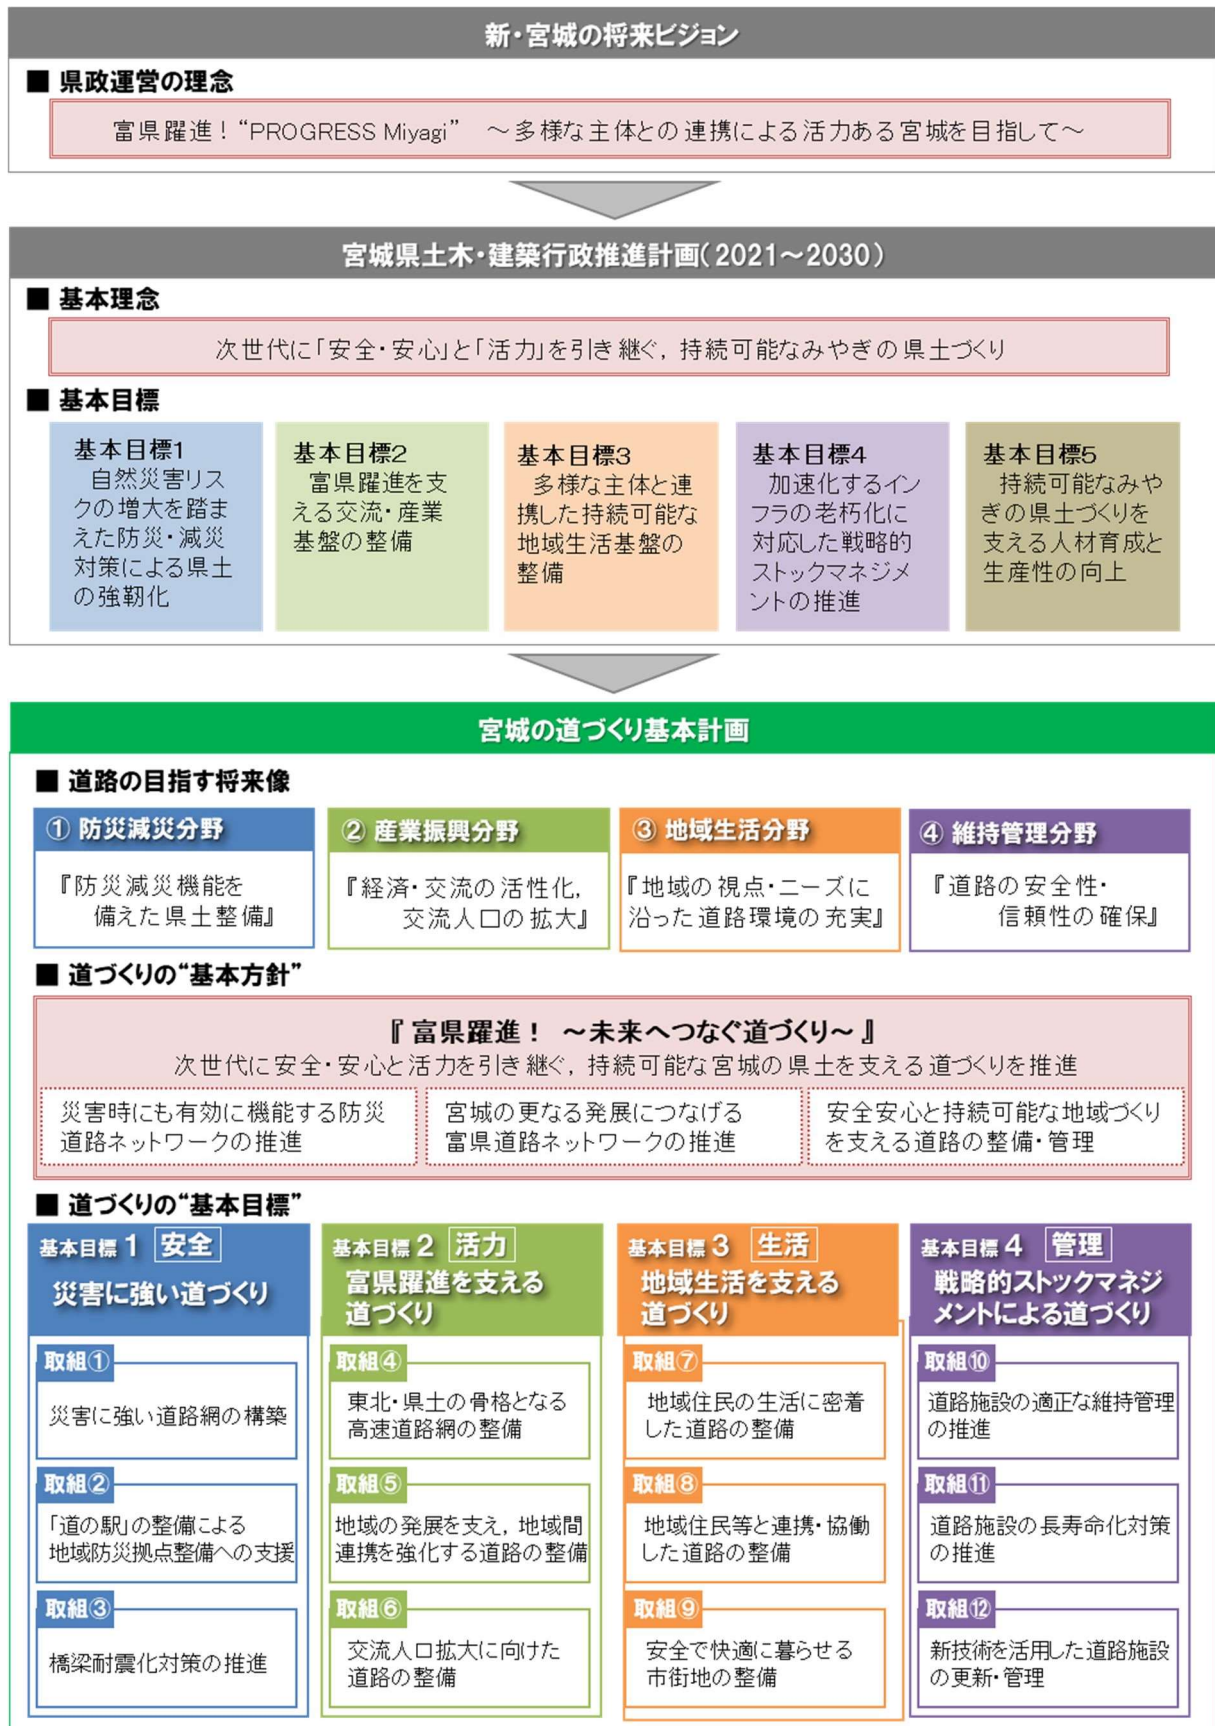 新・宮城の将来ビジョン
■ 県政運営の理念
富県躍進！“PROGRESS Miyagi”　～多様な主体との連携による活力ある宮城を目指して～
宮城県土木・建築行政推進計画（2021～2030）
■ 基本理念
次世代に「安全・安心」と「活力」を引き継ぐ，持続可能なみやぎの県土づくり
■ 基本目標
基本目標1
自然災害リス
クの増大を踏ま
えた防災・減災
対策による県土
の強靭化
基本目標2
富県躍進を支
える交流・産業
基盤の整備
基本目標3
多様な主体と連
携した持続可能な
地域生活基盤の
整備
基本目標4
加速化するイン
フラの老朽化に
対応した戦略的
ストックマネジメ
ントの推進
基本目標5
持続可能なみや
ぎの県土づくりを
支える人材育成と
生産性の向上
宮城の道づくり基本計画
■ 道路の目指す将来像
① 防災減災分野
『防災減災機能を
備えた県土整備』
② 産業振興分野
『経済・交流の活性化，
交流人口の拡大』
③ 地域生活分野
『地域の視点・ニーズに
沿った道路環境の充実』
④ 維持管理分野
『道路の安全性・
信頼性の確保』
■ 道づくりの“基本方針”
『 富県躍進！　～未来へつなぐ道づくり～ 』
次世代に安全・安心と活力を引き継ぐ，持続可能な宮城の県土を支える道づくりを推進
災害時にも有効に機能する防災
道路ネットワークの推進
宮城の更なる発展につなげる
富県道路ネットワークの推進
安全安心と持続可能な地域づくり
を支える道路の整備・管理
■ 道づくりの“基本目標”
基本目標 1 安全
災害に強い道づくり
取組①
災害に強い道路網の構築
取組②
「道の駅」の整備による
地域防災拠点整備への支援
取組③
橋梁耐震化対策の推進
基本目標 2 活力
富県躍進を支える
道づくり
取組④
東北・県土の骨格となる
高速道路網の整備
取組⑤
地域の発展を支え，地域間
連携を強化する道路の整備
取組⑥
交流人口拡大に向けた
道路の整備
基本目標 3 生活
地域生活を支える
道づくり
取組⑦
地域住民の生活に密着
した道路の整備
取組⑧
地域住民等と連携・協働
した道路の整備
取組⑨
安全で快適に暮らせる
市街地の整備
基本目標 4 管理
戦略的ストックマネジ
メントによる道づくり
取組⑩
道路施設の適正な維持管理
の推進
取組⑪
道路施設の長寿命化対策
の推進
取組⑫
新技術を活用した道路施設
の更新・管理